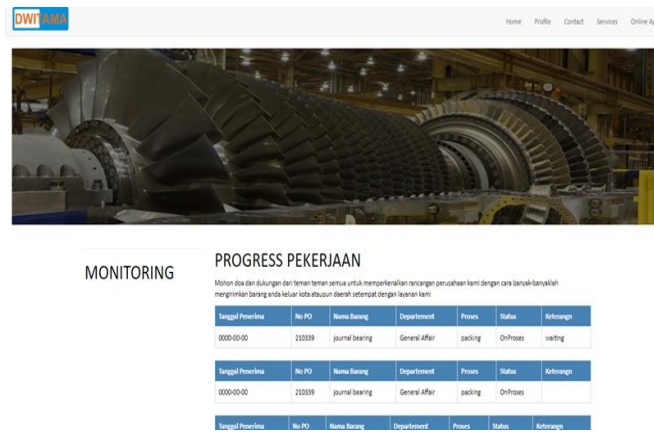 DWITAMA
Home Profile Contact Services Online Ap
MONITORING
PROGRESS PEKERJAAN
Mohon doa dan dukungan dari teman teman semua untuk memperkenalkan rancangan perusahaan kami dengan cara banyak-banyaklah
mengirimkan barang anda keluar kota ataupun daerah setempat dengan layanan kami
Tanggal Penerima No PO Nama Barang Departement Proses Status Keterangn
0000-00-00 210339 journal bearing General Affair packing OnProses waiting
Tanggal Penerima No PO Nama Barang Departement Proses Status Keterangn
0000-00-00 210339 journal bearing General Affair packing OnProses
Tanggal Penerima No PO Nama Barang Departement Proses Status Keterangn